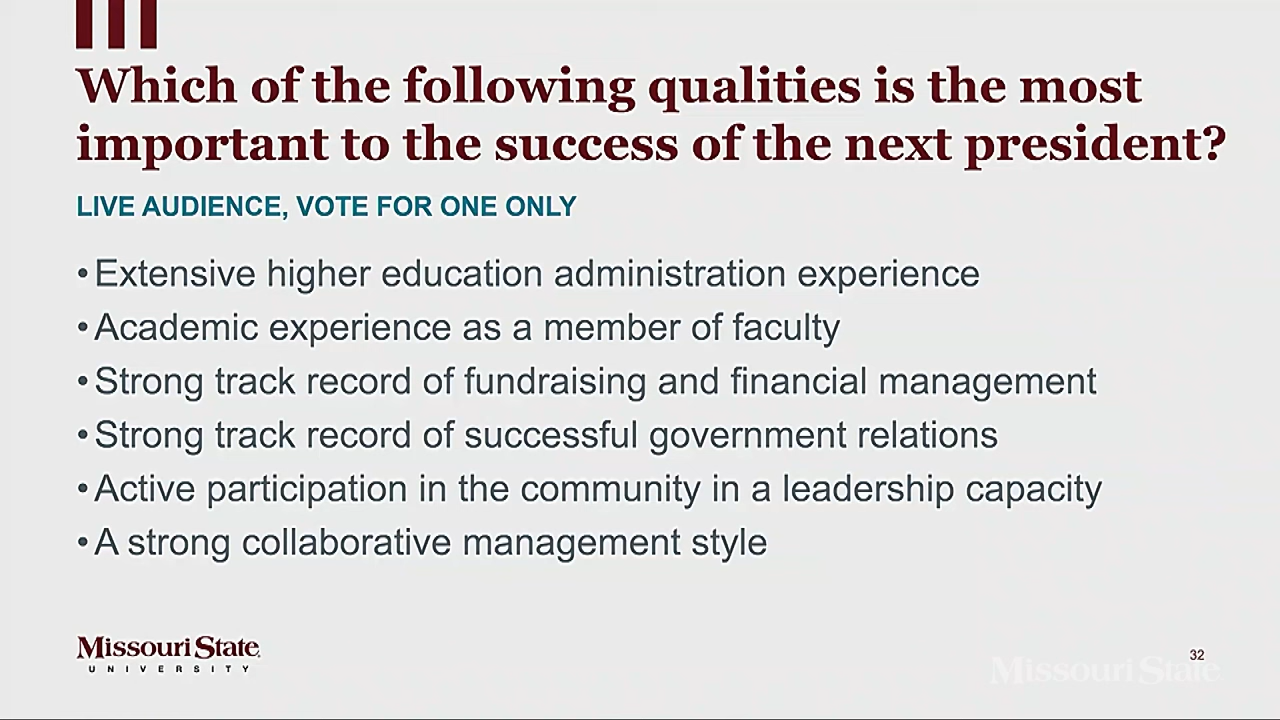 Which of the following qualities is the most
important to the success of the next president?
LIVE AUDIENCE, VOTE FOR ONE ONLY
• Extensive higher education administration experience
• Academic experience as a member of faculty
• Strong track record of fundraising and financial management
• Strong track record of successful government relations
• Active participation in the community in a leadership capacity
• A strong collaborative management style
Missouri State
UNIVERSITY
32
Missouri State